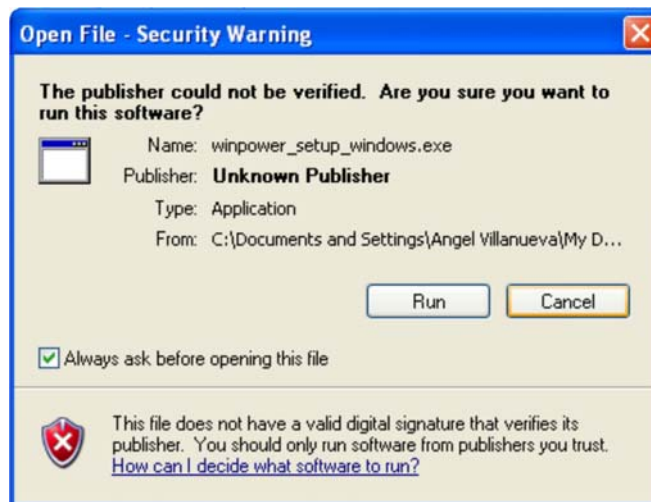 Open File - Security Warning
The publisher could not be verified.  Are you sure you want to
run this software?
Name: winpower_setup_windows.exe
Publisher: Unknown Publisher
Type: Application
From: C:\Documents and Settings\Angel Villanueva\My D...
Run Cancel
Always ask before opening this file
This file does not have a valid digital signature that verifies its
publisher.  You should only run software from publishers you trust.
How can I decide what software to run?